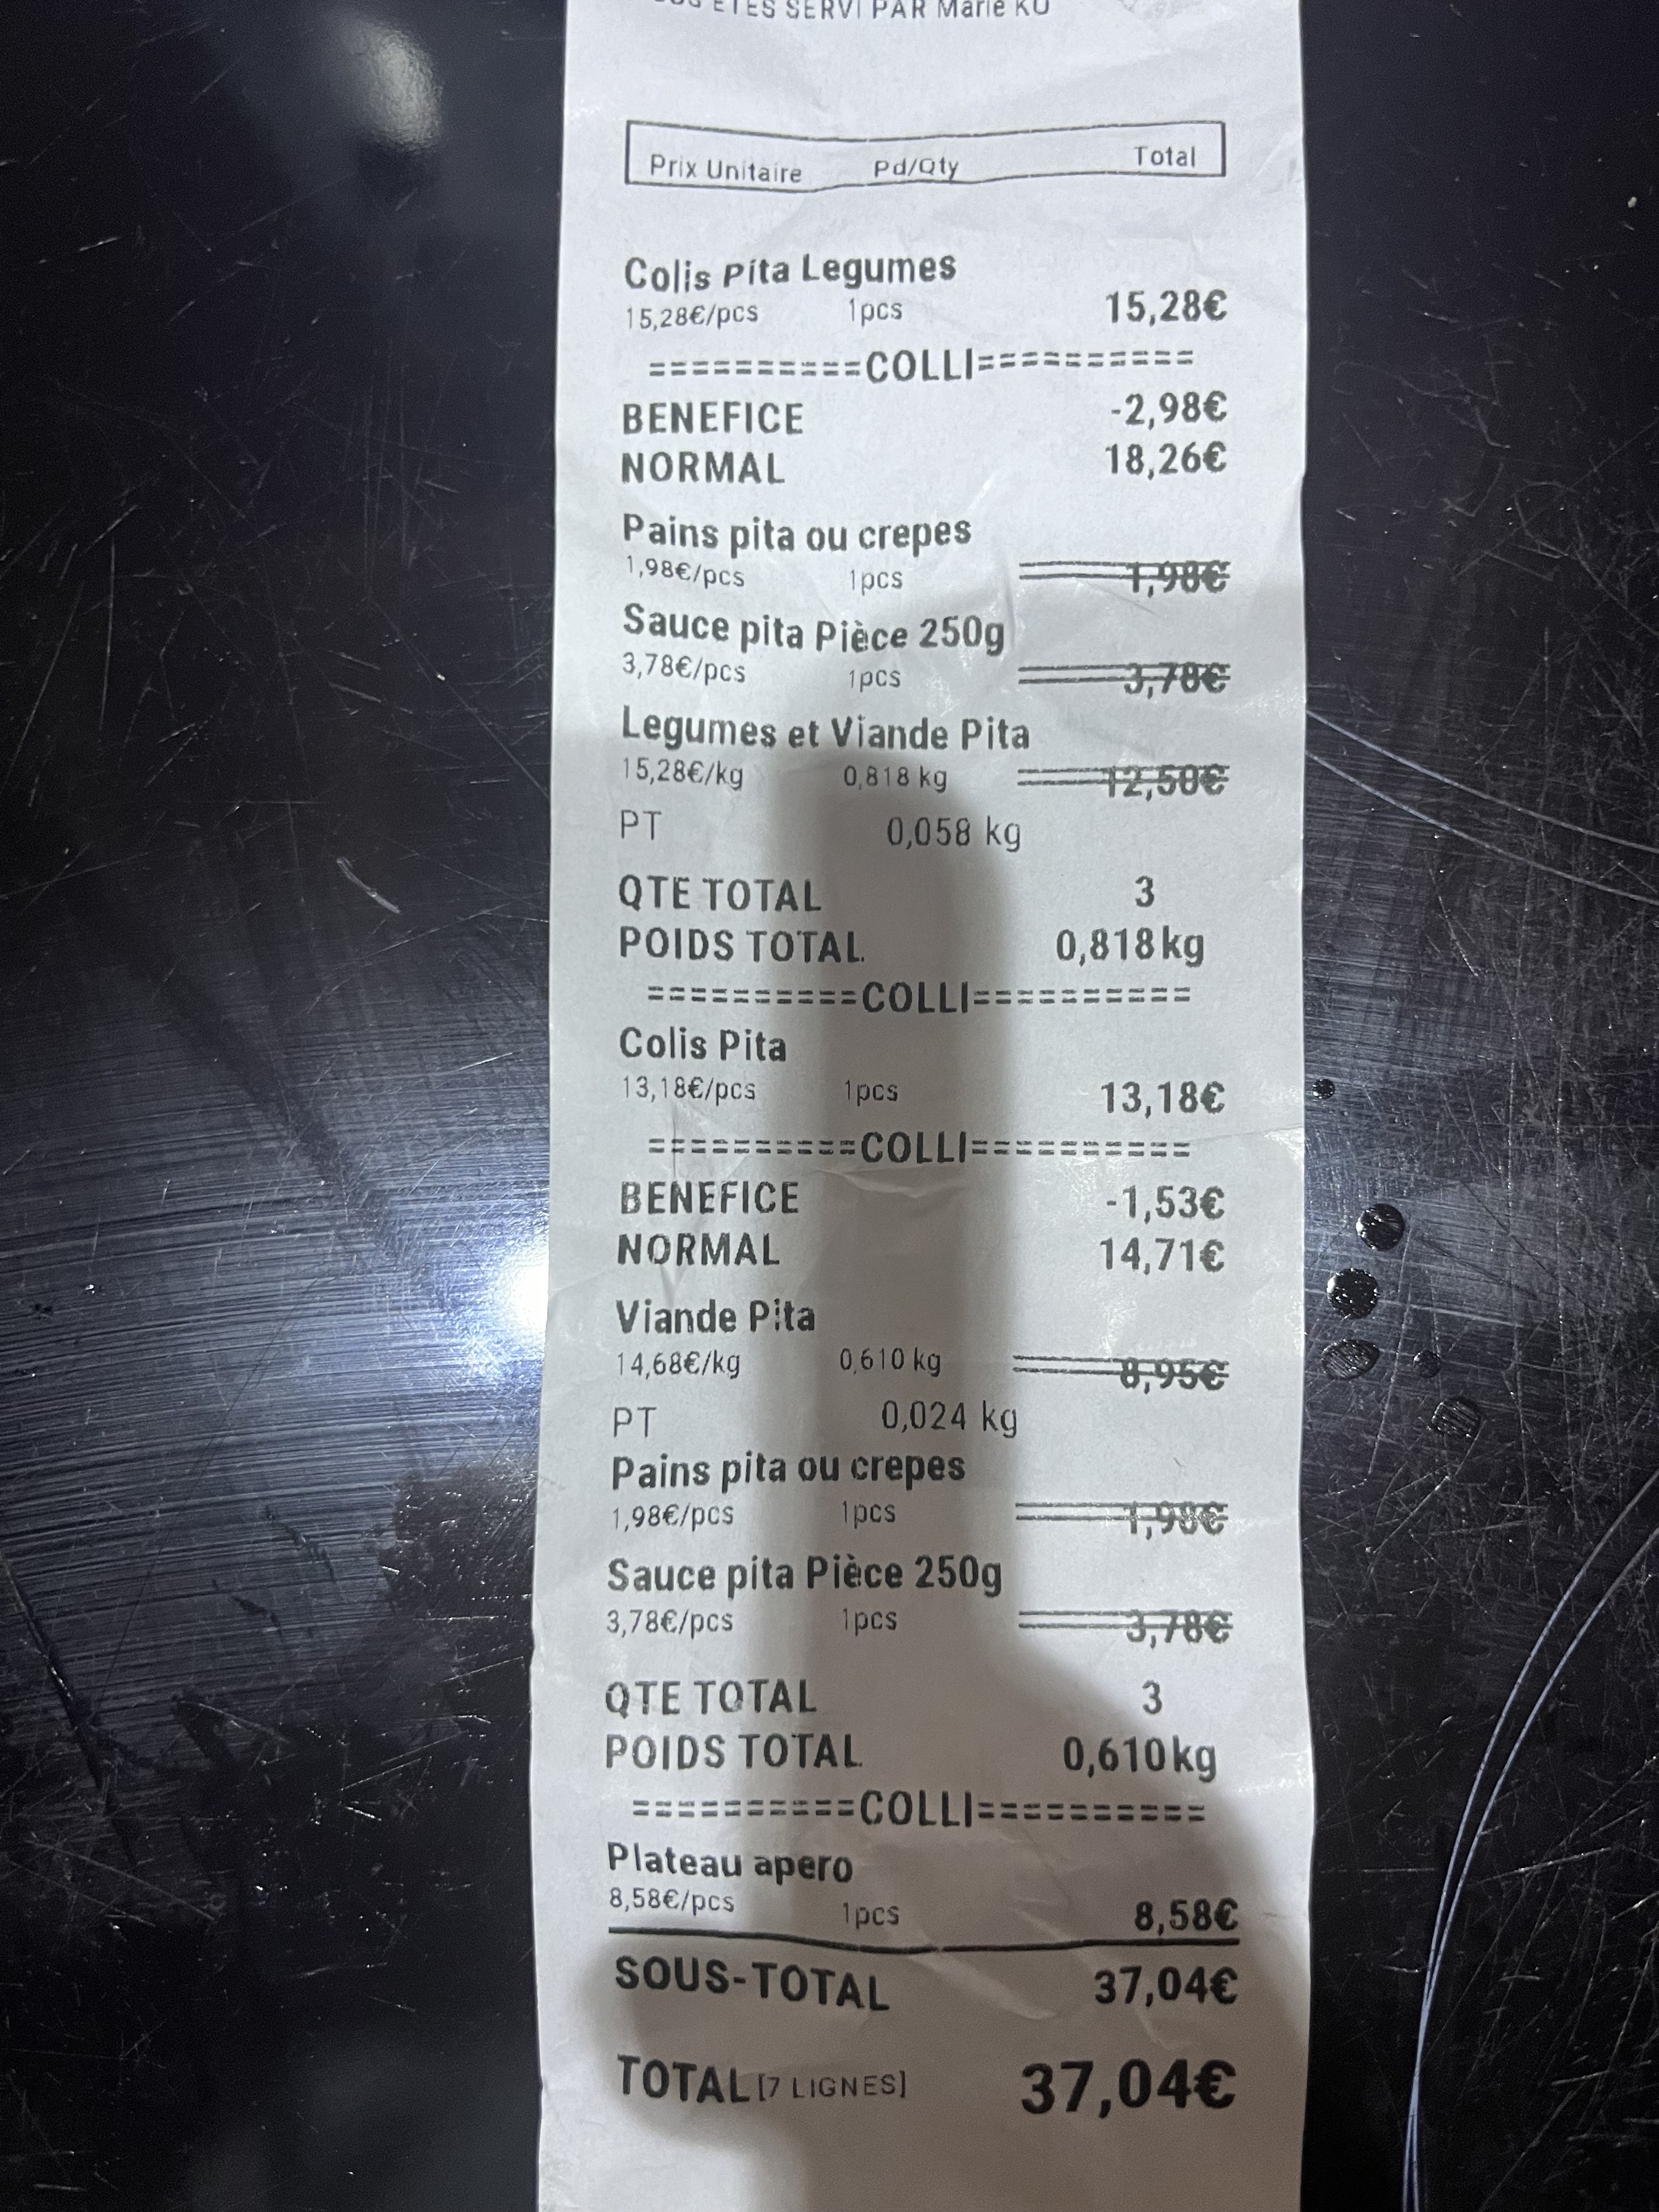 ETES SERVI PAR Marie KU
Prix Unitaire Pd/Qty Total
Colis Pita Legumes
15,28€/pcs 1pcs 15,28€
==========COLLI==========
BENEFICE -2,98€
NORMAL 18,26€
Pains pita ou crepes
1,98€/pcs 1pcs 1,98€
Sauce pita Pièce 250g
3,78€/pcs 1pcs 3,78€
Legumes et Viande Pita
15,28€/kg 0,818 kg 12,50€
PT 0,058 kg
QTE TOTAL 3
POIDS TOTAL 0,818kg
==========COLLI==========
Colis Pita
13,18€/pcs 1pcs 13,18€
==========COLLI==========
BENEFICE -1,53€
NORMAL 14,71€
Viande Pita
14,68€/kg 0,610 kg 8,95€
PT 0,024 kg
Pains pita ou crepes
1,98€/pcs 1pcs 1,98€
Sauce pita Pièce 250g
3,78€/pcs 1pcs 3,78€
QTE TOTAL 3
POIDS TOTAL 0,610kg
==========COLLI==========
Plateau apero
8,58€/pcs 1pcs 8,58€
SOUS-TOTAL 37,04€
TOTAL [7 LIGNES] 37,04€